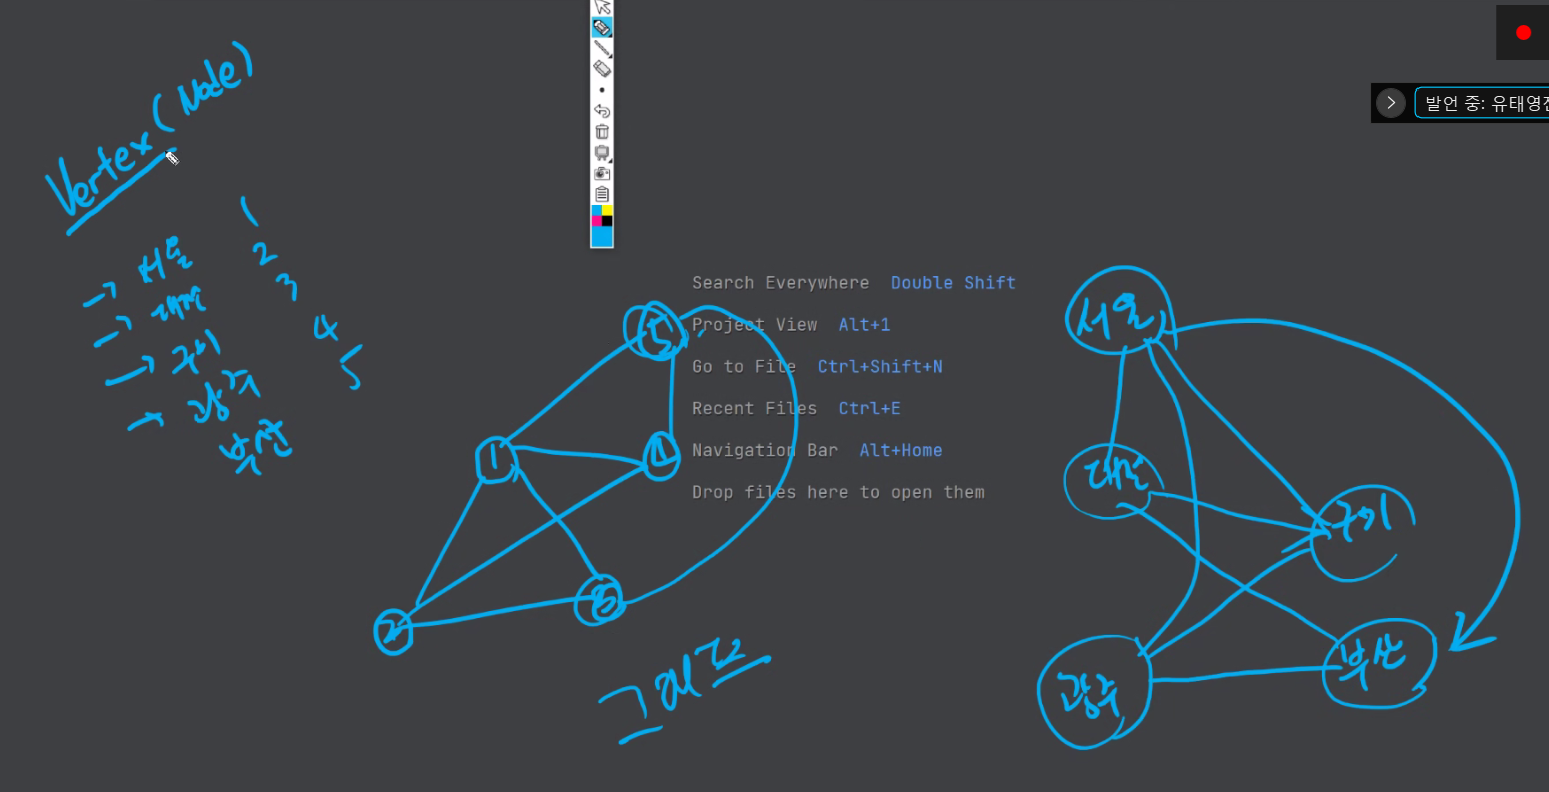 발언 중: 유태영
Vertex (Node)
→ 서울 1
→ 대전 2
→ 구미 3
→ 광주 4
부산 5
Search Everywhere Double Shift
Project View Alt+1
Go to File Ctrl+Shift+N
Recent Files Ctrl+E
Navigation Bar Alt+Home
Drop files here to open them
5
1
4
2
3
그래프
서울
대전
구미
광주
부산